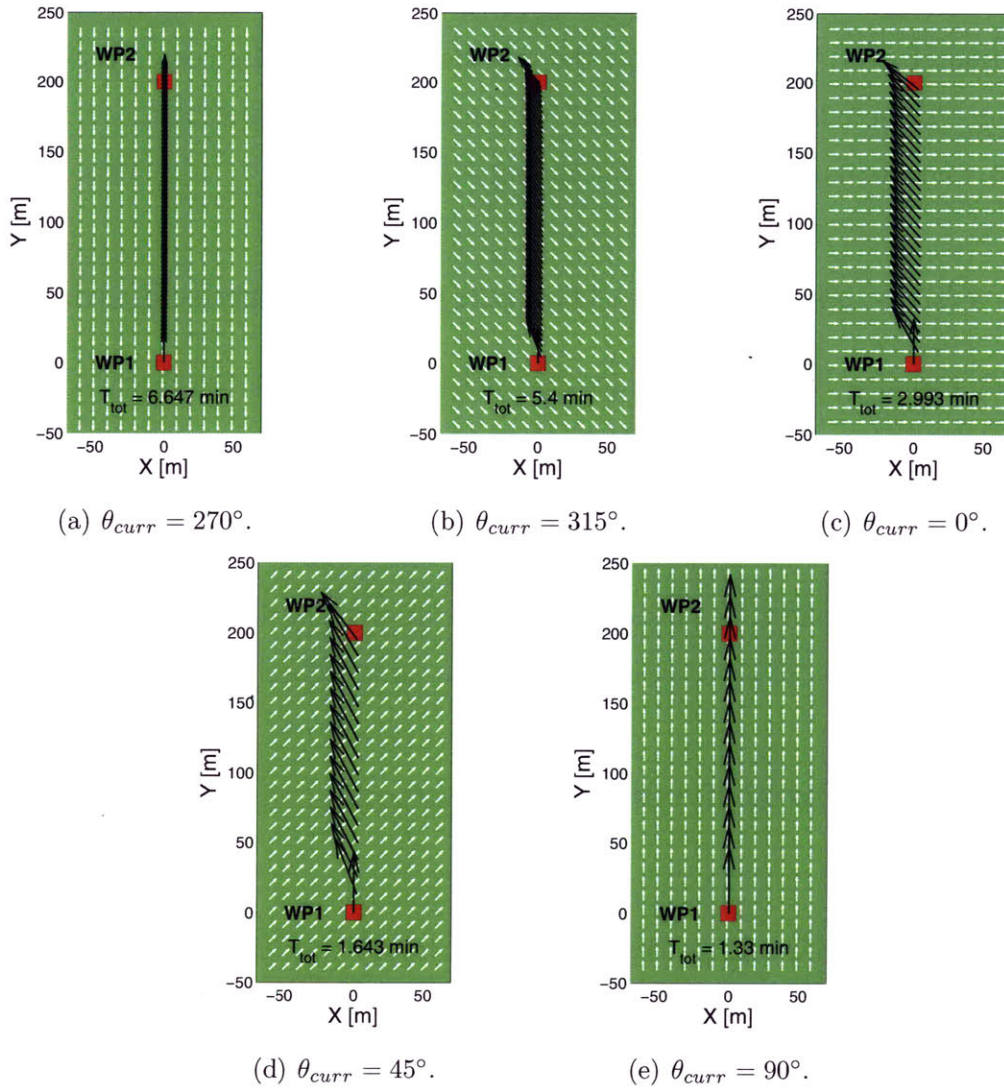 250
200
150
100
50
0
−50
Y [m]
WP2
WP1
T_tot = 6.647 min
−50 0 50
X [m]
(a) θ_curr = 270°.
250
200
150
100
50
0
−50
Y [m]
WP2
WP1
T_tot = 5.4 min
−50 0 50
X [m]
(b) θ_curr = 315°.
250
200
150
100
50
0
−50
Y [m]
WP2
WP1
T_tot = 2.993 min
−50 0 50
X [m]
(c) θ_curr = 0°.
250
200
150
100
50
0
−50
Y [m]
WP2
WP1
T_tot = 1.643 min
−50 0 50
X [m]
(d) θ_curr = 45°.
250
200
150
100
50
0
−50
Y [m]
WP2
WP1
T_tot = 1.33 min
−50 0 50
X [m]
(e) θ_curr = 90°.